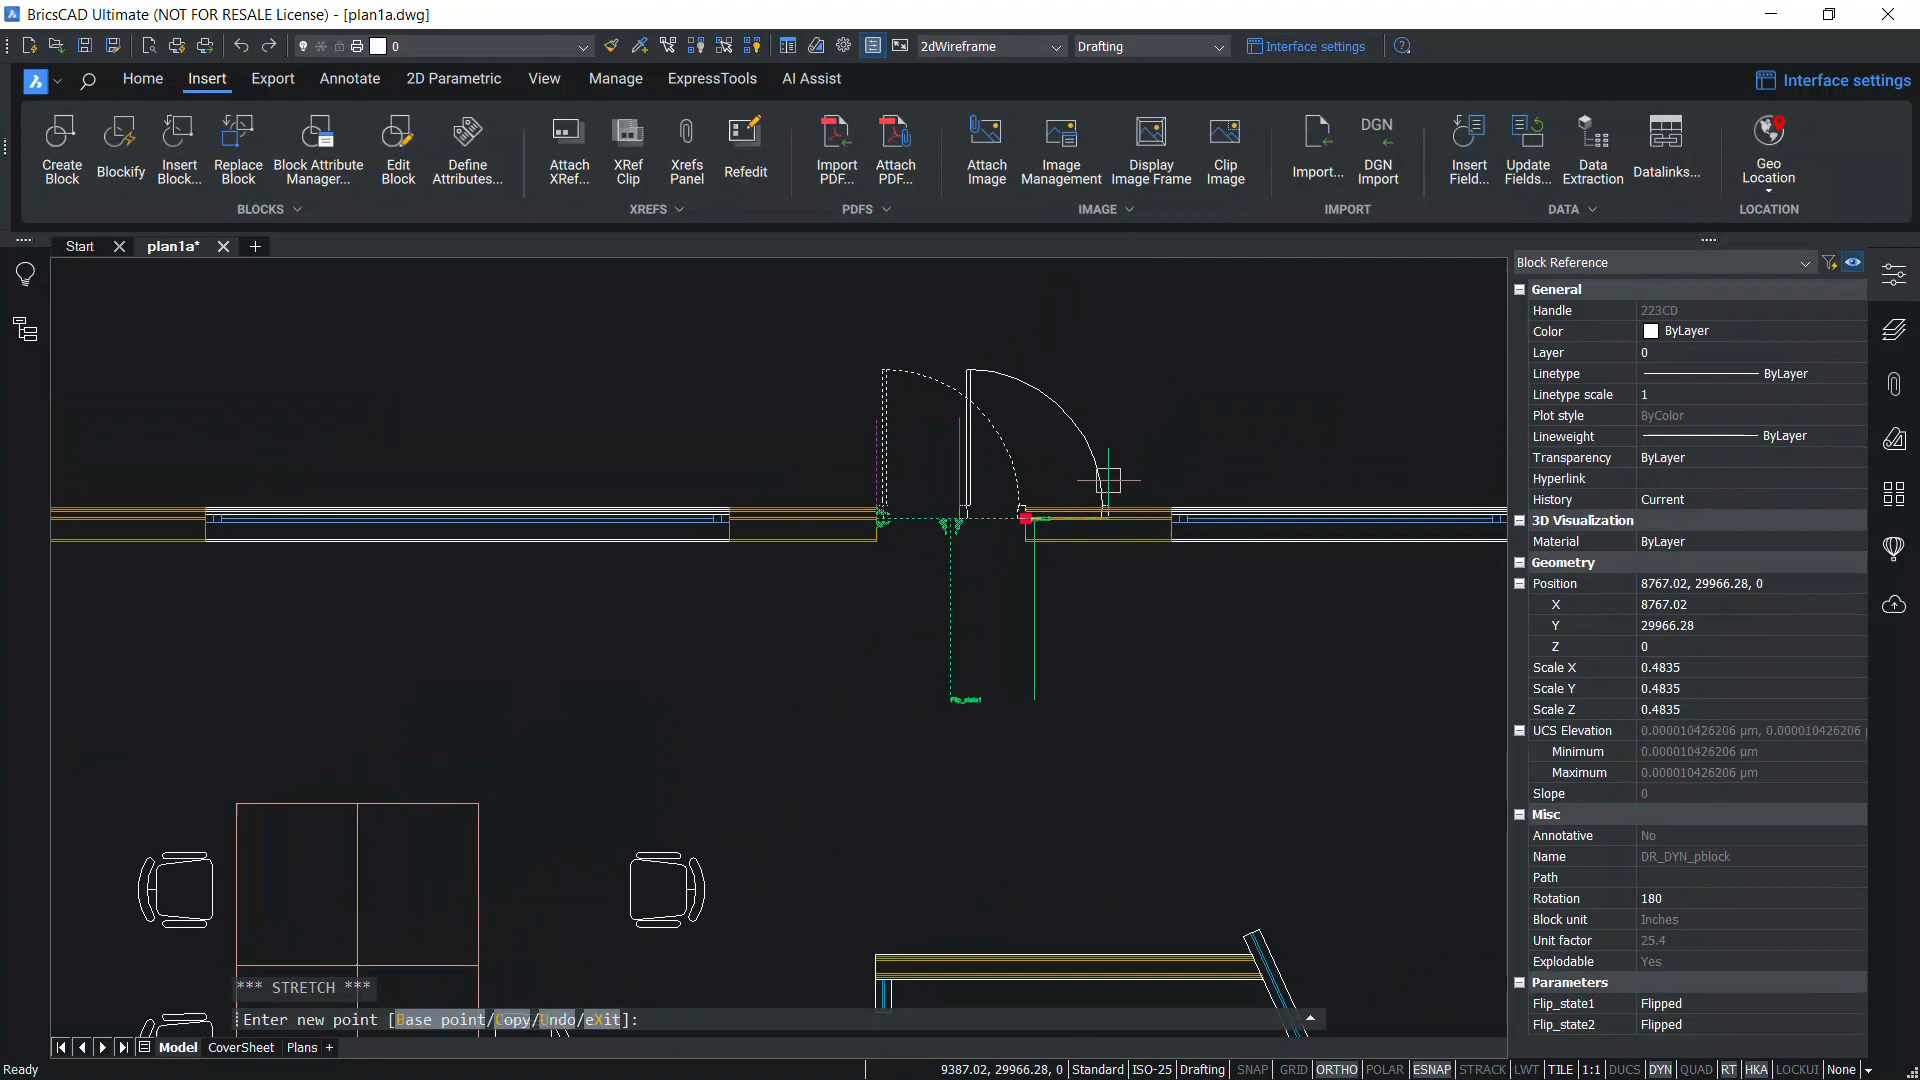 BricsCAD Ultimate (NOT FOR RESALE License) - [plan1a.dwg]
0
2dWireframe
Drafting
Interface settings
Home Insert Export Annotate 2D Parametric View Manage ExpressTools AI Assist
Interface settings
Create Block
Blockify
Insert Block...
Replace Block
Block Attribute Manager...
Edit Block
Define Attributes...
Attach XRef...
XRef Clip
Xrefs Panel
Refedit
Import PDF...
Attach PDF...
Attach Image
Image Management
Display Image Frame
Clip Image
Import...
DGN
DGN Import
Insert Field...
Update Fields...
Data Extraction
Datalinks...
Geo Location
BLOCKS XREFS PDFS IMAGE IMPORT DATA LOCATION
Start plan1a*
Block Reference
General
Handle 223CD
Color ByLayer
Layer 0
Linetype ByLayer
Linetype scale 1
Plot style ByColor
Lineweight ByLayer
Transparency ByLayer
Hyperlink
History Current
3D Visualization
Material ByLayer
Geometry
Position 8767.02, 29966.28, 0
X 8767.02
Y 29966.28
Z 0
Scale X 0.4835
Scale Y 0.4835
Scale Z 0.4835
UCS Elevation 0.000010426206 µm, 0.000010426206
Minimum 0.000010426206 µm
Maximum 0.000010426206 µm
Slope 0
Misc
Annotative No
Name DR_DYN_pblock
Path
Rotation 180
Block unit Inches
Unit factor 25.4
Explodable Yes
Parameters
Flip_state1 Flipped
Flip_state2 Flipped
Flip_state1
*** STRETCH ***
Enter new point [Base point/Copy/Undo/eXit]:
Model CoverSheet Plans +
Ready
9387.02, 29966.28, 0 Standard ISO-25 Drafting SNAP GRID ORTHO POLAR ESNAP STRACK LWT TILE 1:1 DUCS DYN QUAD RT HKA LOCKUI None